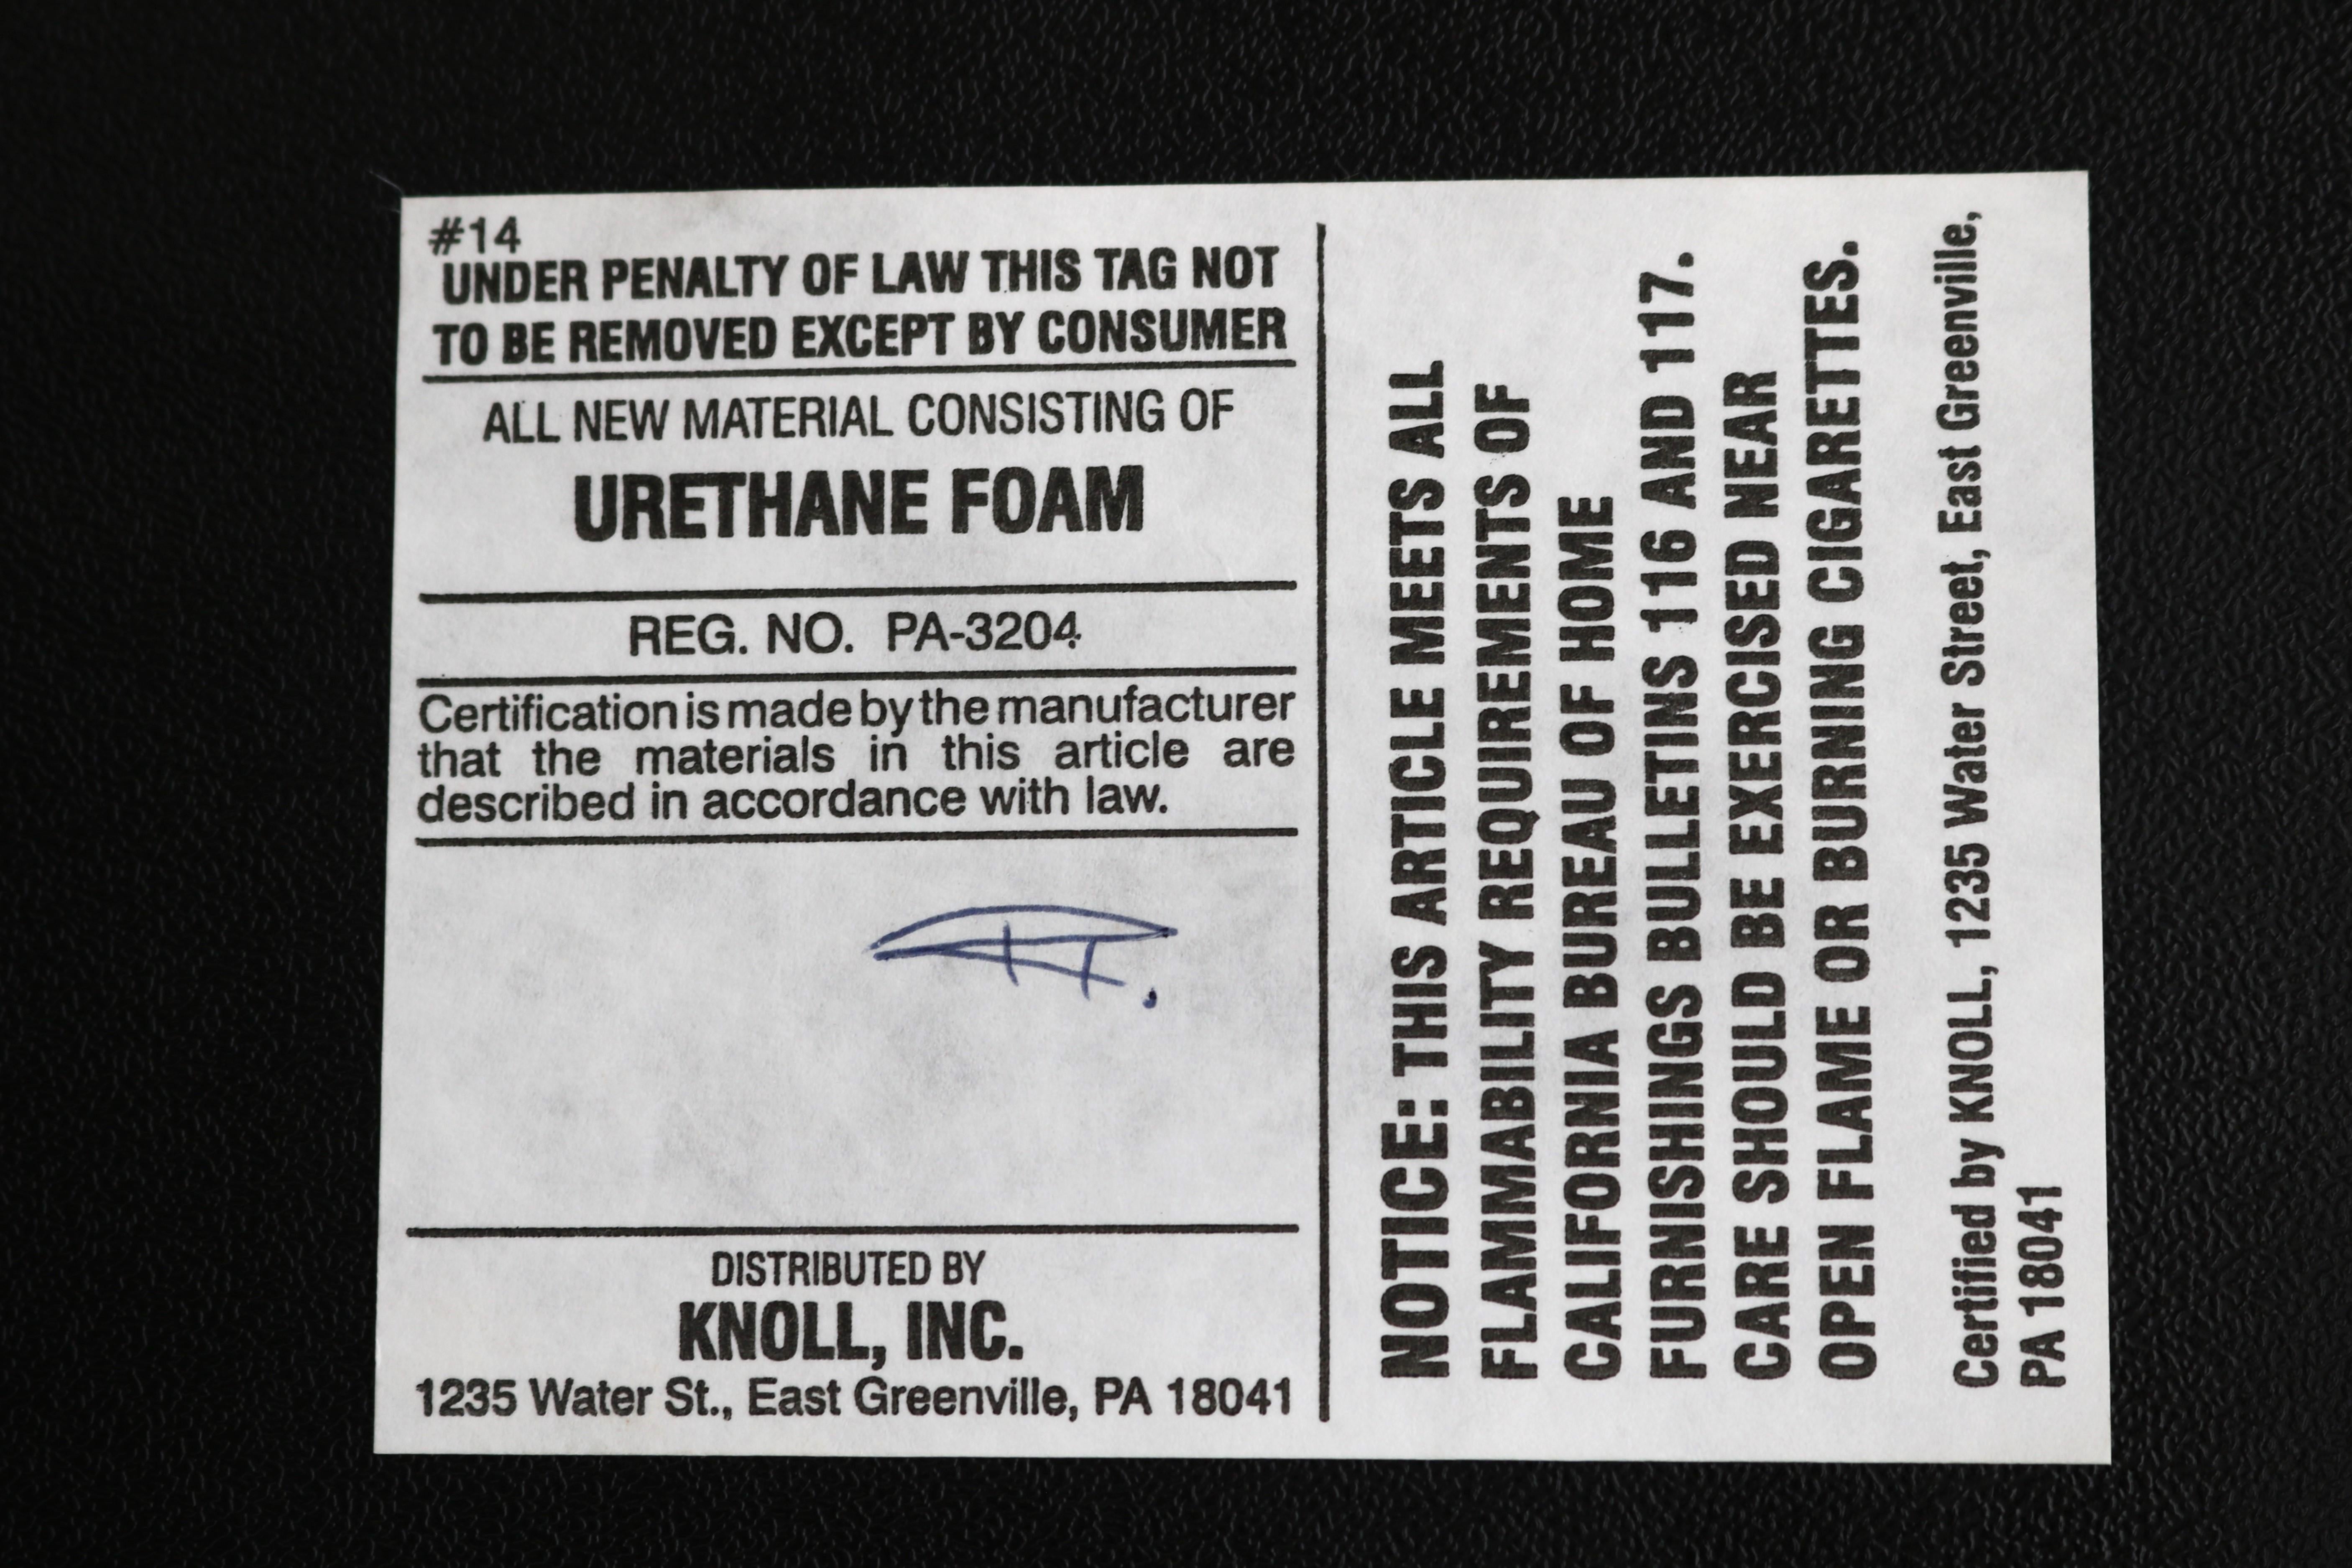 #14
UNDER PENALTY OF LAW THIS TAG NOT
TO BE REMOVED EXCEPT BY CONSUMER
ALL NEW MATERIAL CONSISTING OF
URETHANE FOAM
REG. NO. PA-3204
Certification is made by the manufacturer
that the materials in this article are
described in accordance with law.
DISTRIBUTED BY
KNOLL, INC.
1235 Water St., East Greenville, PA 18041
NOTICE: THIS ARTICLE MEETS ALL
FLAMMABILITY REQUIREMENTS OF
CALIFORNIA BUREAU OF HOME
FURNISHINGS BULLETINS 116 AND 117.
CARE SHOULD BE EXERCISED NEAR
OPEN FLAME OR BURNING CIGARETTES.
Certified by KNOLL, 1235 Water Street, East Greenville,
PA 18041